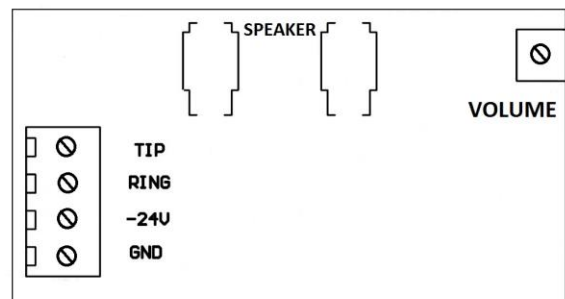 SPEAKER
VOLUME
TIP
RING
-24V
GND